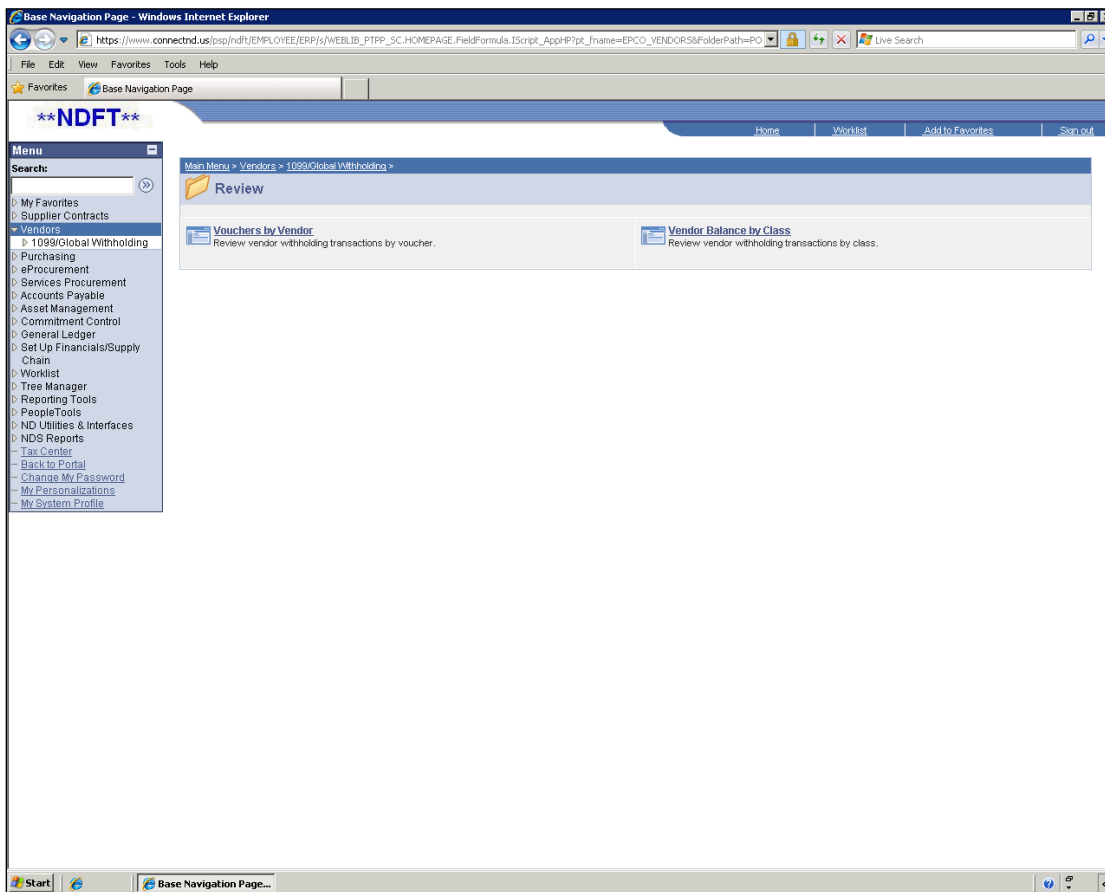 Base Navigation Page - Windows Internet Explorer
https://www.connectnd.us/psp/ndft/EMPLOYEE/ERP/s/WEBLIB_PTPP_SC.HOMEPAGE.FieldFormula.IScript_AppHP?pt_fname=EPCO_VENDORS&FolderPath=PO
Live Search
File Edit View Favorites Tools Help
Favorites Base Navigation Page
**NDFT**
Home Worklist Add to Favorites Sign out
Menu
Search:
My Favorites
Supplier Contracts
Vendors
1099/Global Withholding
Purchasing
eProcurement
Services Procurement
Accounts Payable
Asset Management
Commitment Control
General Ledger
Set Up Financials/Supply
Chain
Worklist
Tree Manager
Reporting Tools
PeopleTools
ND Utilities & Interfaces
NDS Reports
Tax Center
Back to Portal
Change My Password
My Personalizations
My System Profile
Main Menu > Vendors > 1099/Global Withholding >
Review
Vouchers by Vendor
Review vendor withholding transactions by voucher.
Vendor Balance by Class
Review vendor withholding transactions by class.
Start Base Navigation Page...